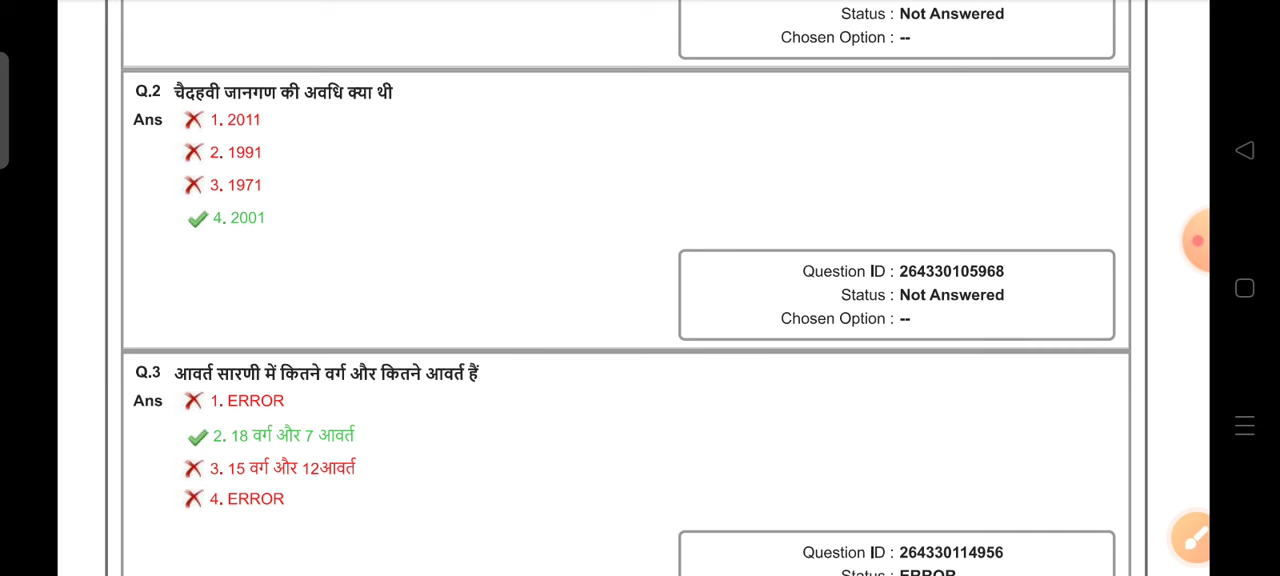 Status : Not Answered
Chosen Option : --
Q.2 चैदहवी जानगण की अवधि क्या थी
Ans 1. 2011
2. 1991
3. 1971
4. 2001
Question ID : 264330105968
Status : Not Answered
Chosen Option : --
Q.3 आवर्त सारणी में कितने वर्ग और कितने आवर्त हैं
Ans 1. ERROR
2. 18 वर्ग और 7 आवर्त
3. 15 वर्ग और 12आवर्त
4. ERROR
Question ID : 264330114956
Status : ERROR